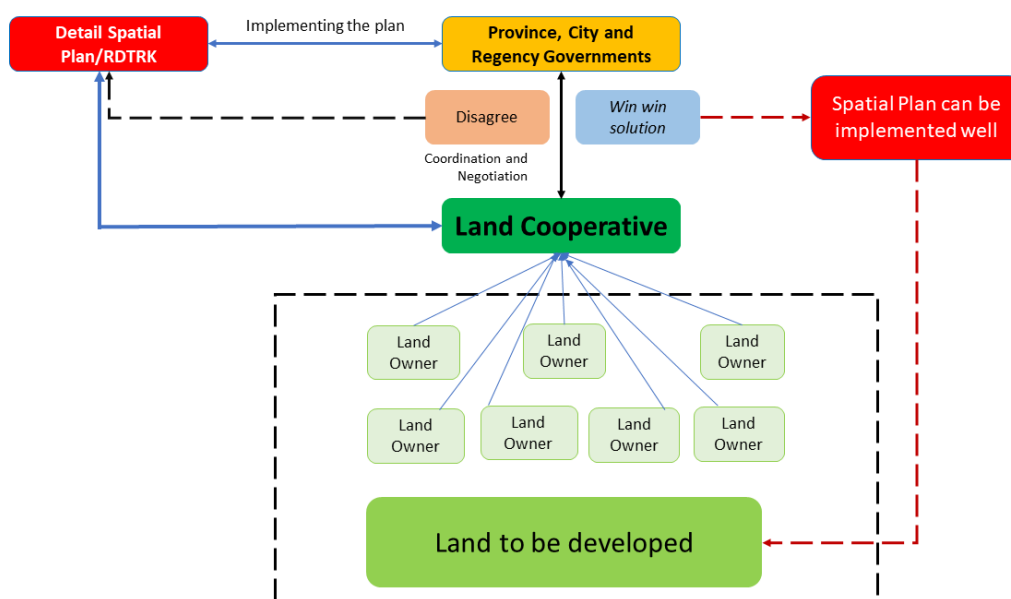 Implementing the plan
Detail Spatial
Plan/RDTRK
Province, City and
Regency Governments
Disagree
Win win
solution
Spatial Plan can be
implemented well
Coordination and
Negotiation
Land Cooperative
Land
Owner
Land
Owner
Land
Owner
Land
Owner
Land
Owner
Land
Owner
Land
Owner
Land to be developed